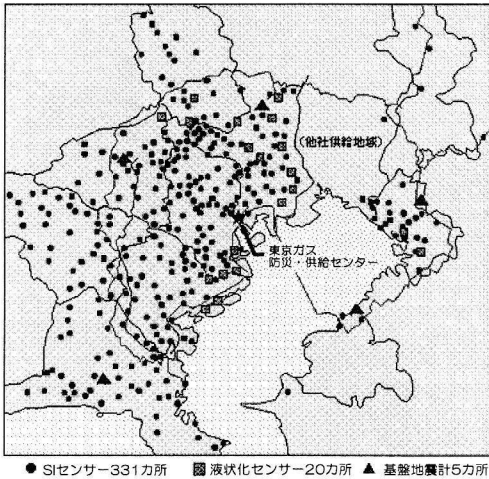 (他社供給地域)
東京ガス
防災・供給センター
● SIセンサー331カ所 ▨ 液状化センサー20カ所 ▲ 基盤地震計5カ所